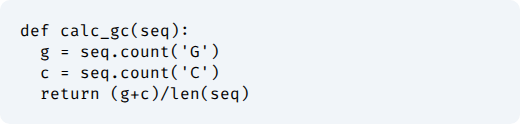 def calc_gc(seq):
  g = seq.count('G')
  c = seq.count('C')
  return (g+c)/len(seq)